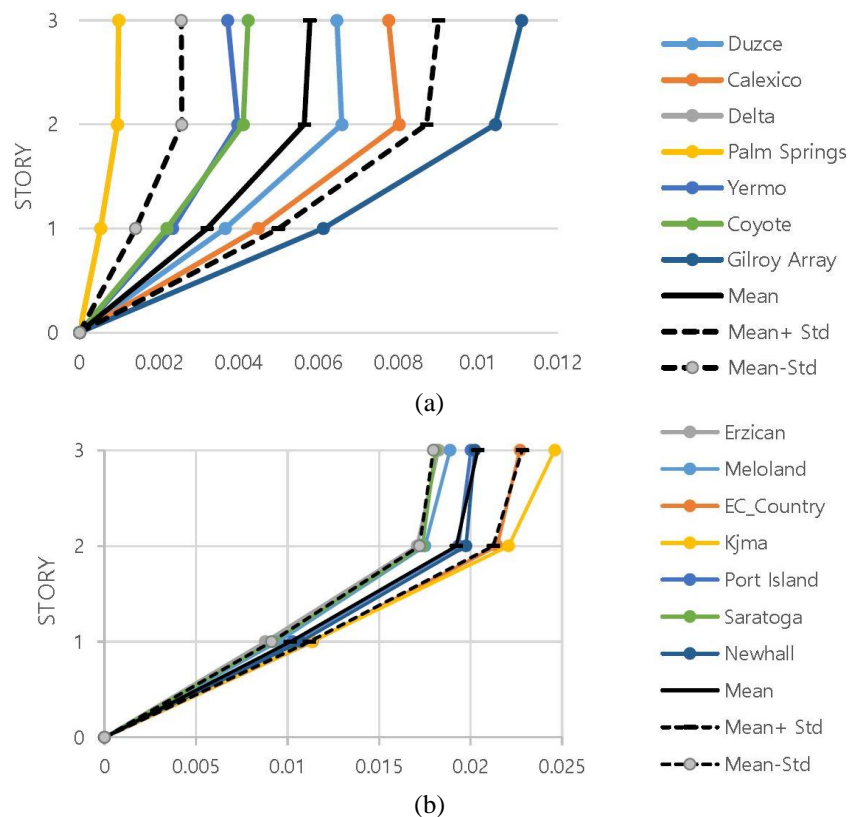 3
2
1
0
STORY
0 0.002 0.004 0.006 0.008 0.01 0.012
Duzce
Calexico
Delta
Palm Springs
Yermo
Coyote
Gilroy Array
Mean
Mean+ Std
Mean-Std
(a)
3
2
1
0
STORY
0 0.005 0.01 0.015 0.02 0.025
Erzican
Meloland
EC_Country
Kjma
Port Island
Saratoga
Newhall
Mean
Mean+ Std
Mean-Std
(b)